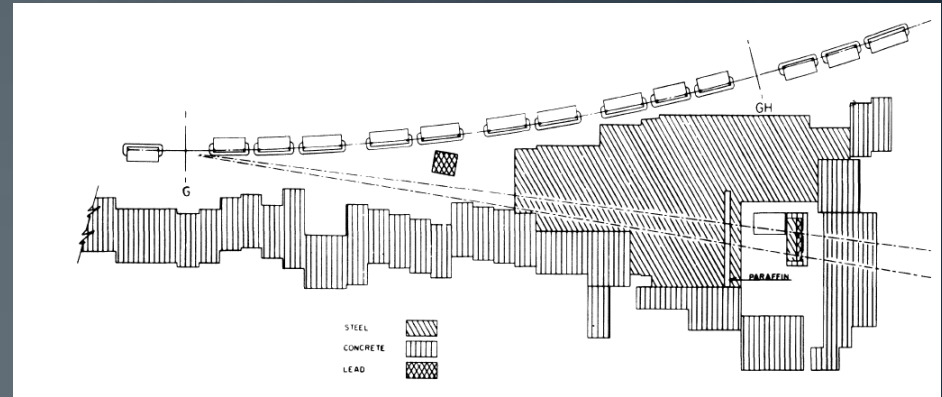 GH
G
PARAFFIN
STEEL
CONCRETE
LEAD